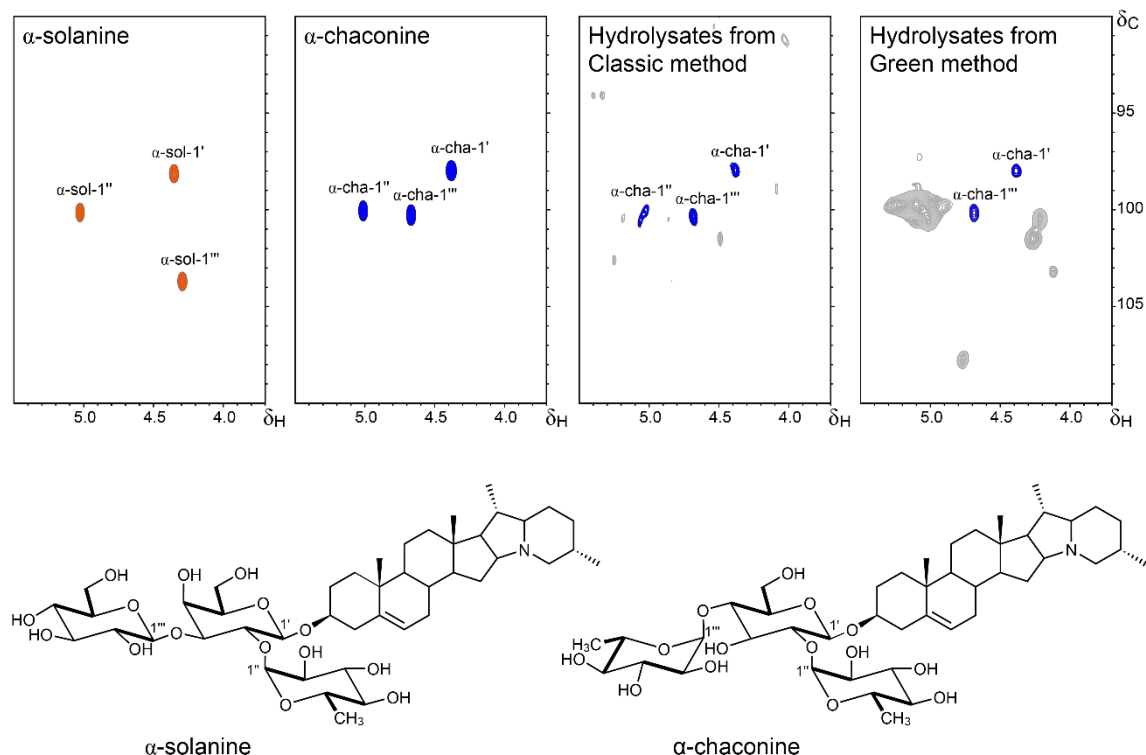 α-solanine
α-sol-1'
α-sol-1''
α-sol-1'''
5.0 4.5 4.0 δH
α-chaconine
α-cha-1'
α-cha-1''
α-cha-1'''
5.0 4.5 4.0 δH
Hydrolysates from
Classic method
α-cha-1'
α-cha-1''
α-cha-1'''
5.0 4.5 4.0 δH
Hydrolysates from
Green method
α-cha-1'
α-cha-1'''
5.0 4.5 4.0 δH
δC
95
100
105
OH
OH
OH
HO
HO
OH
O
O
O
O
O
1'''
1'
1''
OH
OH
O
OH
CH₃
N
α-solanine
OH
O
O
O
O
HO
1'''
1'
1''
CH₃
HO
HO
OH
O
O
OH
OH
OH
CH₃
N
α-chaconine